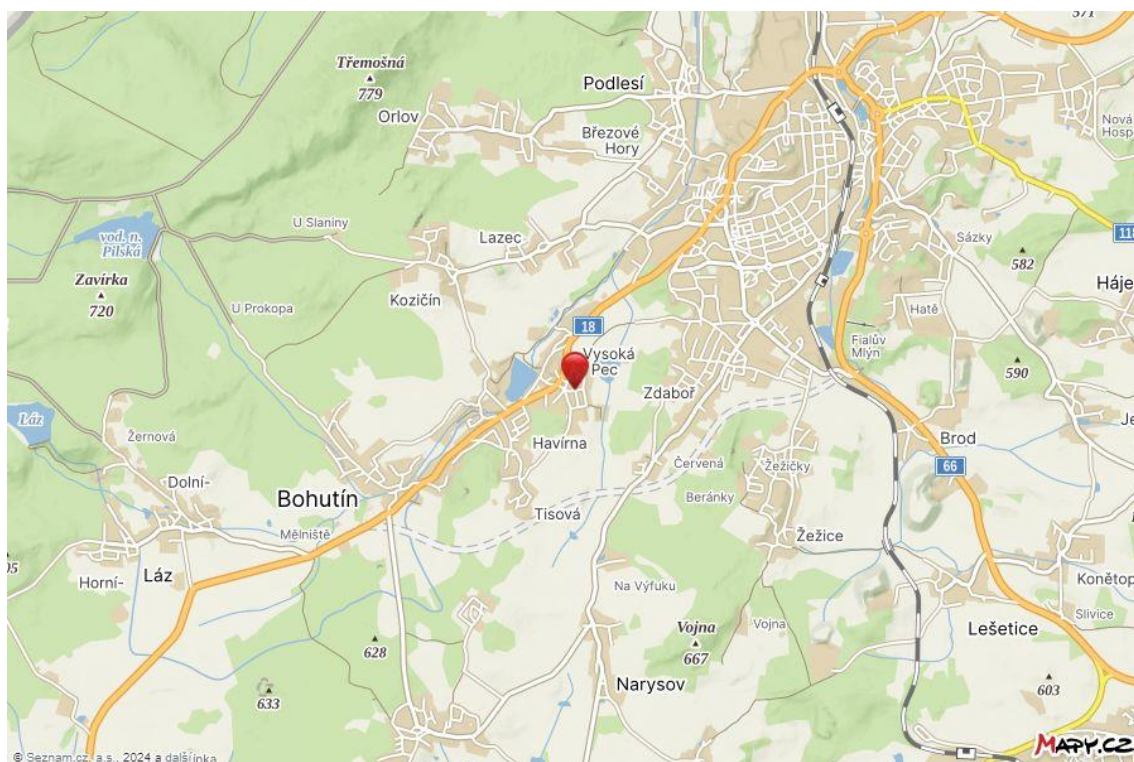 571
Třemošná
779
Podlesí
Orlov
Březové
Hory
Nová
Hosp
U Slaniny
vod. n.
Pilská
Lazec
Sázky
118
582
Zavírka
720
Kozičín
Háje
U Prokopa
Hatě
18
Fialův
Mlýn
Vysoká
Pec
590
Zdaboř
Láz
Žernová
Havírna
Brod
Dolní-
Červená
Žežičky
66
Bohutín
Beránky
Tisová
Mělniště
Žežice
Horní-
Láz
Na Výfuku
Konětop
Slivice
Vojna
667
Vojna
Lešetice
628
633
Narysov
603
© Seznam.cz, a.s., 2024 a další
Mapy.cz